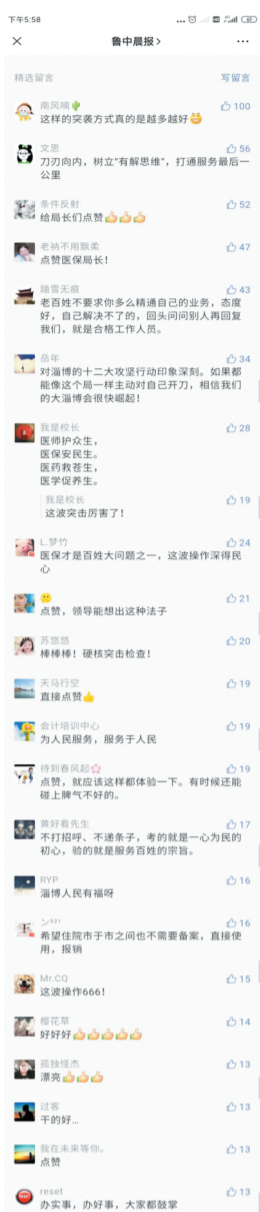 下午5:58
鲁中晨报>
精选留言
写留言
南风喃🌵
100
这样的突袭方式真的是越多越好😄
文思
56
刀刃向内，树立"有解思维"，打通服务最后一
公里
条件反射
52
给局长们点赞👍👍👍
老衲不用飘柔
47
点赞医保局长！
踏雪无痕
43
老百姓不要求你多么精通自己的业务，态度
好，自己解决不了的，回头问问别人再回复
我们，就是合格工作人员。
岳年
34
对淄博的十二大攻坚行动印象深刻。如果都
能像这个局一样主动对自己开刀，相信我们
的大淄博会很快崛起！
我是校长
28
医师护众生，
医保安民生。
医药救苍生，
医学促养生。
我是校长
19
这波突击厉害了！
L.梦竹
24
医保才是百姓大问题之一，这波操作深得民
心
21
点赞，领导能想出这种法子
苏悠悠
20
棒棒棒！硬核突击检查！
天马行空
19
直接点赞👍
会计培训中心
19
为人民服务，服务于人民
待到春风起🌸
19
点赞，就应该这样都体验一下。有时候还能
碰上脾气不好的。
黄好看先生
17
不打招呼、不递条子，考的就是一心为民的
初心，验的就是服务百姓的宗旨。
RYP
16
淄博人民有福呀
16
希望住院市于市之间也不需要备案，直接使
用，报销
Mr.CQ
15
这波操作666！
樱花草
14
好好好👍👍👍👍👍
孤独怪杰
13
漂亮👍👍👍
过客
13
干的好...
我在未来等你。
13
点赞
reset
13
办实事，办好事，大家都鼓掌